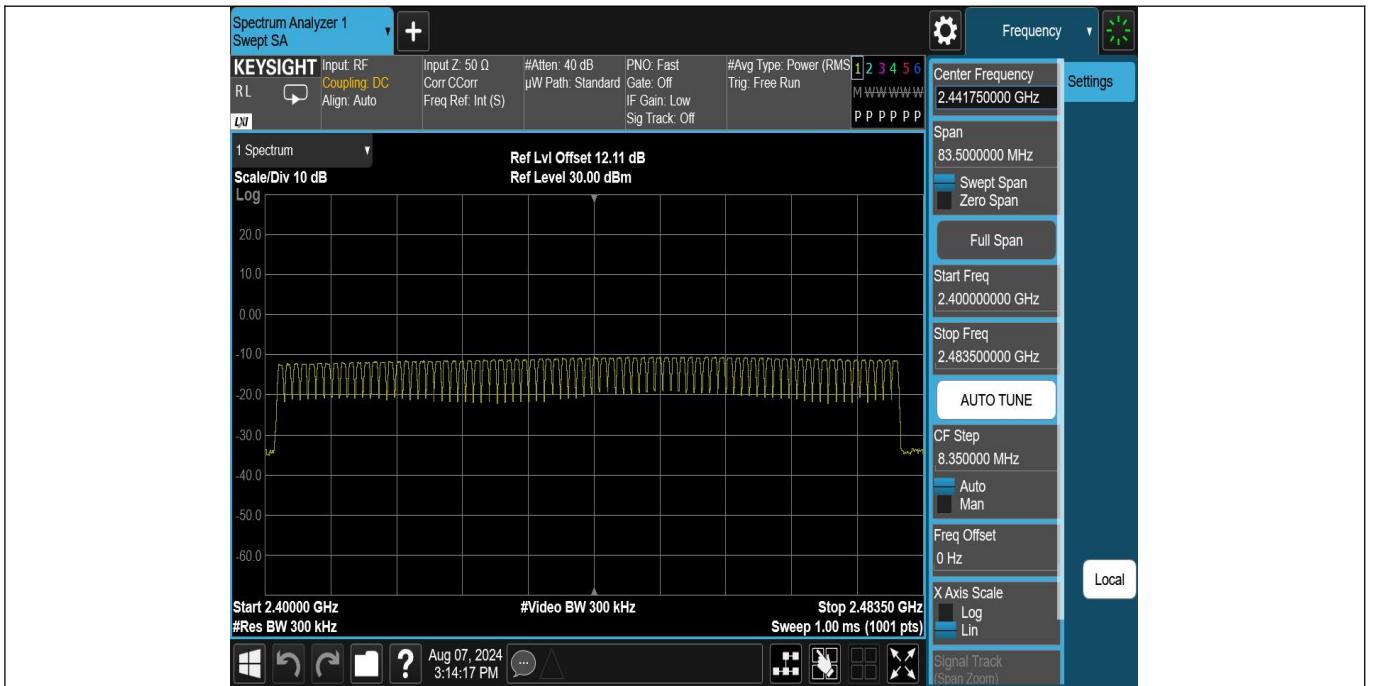 Spectrum Analyzer 1
Swept SA
+
Frequency
KEYSIGHT
RL
LXI
Input: RF
Coupling: DC
Align: Auto
Input Z: 50 Ω
Corr CCorr
Freq Ref: Int (S)
#Atten: 40 dB
µW Path: Standard
PNO: Fast
Gate: Off
IF Gain: Low
Sig Track: Off
#Avg Type: Power (RMS
Trig: Free Run
1 2 3 4 5 6
M W W W W W
P P P P P P
Center Frequency
2.441750000 GHz
Settings
Span
83.5000000 MHz
Swept Span
Zero Span
Full Span
Start Freq
2.400000000 GHz
Stop Freq
2.483500000 GHz
AUTO TUNE
CF Step
8.350000 MHz
Auto
Man
Freq Offset
0 Hz
X Axis Scale
Log
Lin
Signal Track
(Span Zoom)
Local
1 Spectrum
Scale/Div 10 dB
Ref Lvl Offset 12.11 dB
Ref Level 30.00 dBm
Log
20.0
10.0
0.00
-10.0
-20.0
-30.0
-40.0
-50.0
-60.0
Start 2.40000 GHz
#Video BW 300 kHz
Stop 2.48350 GHz
#Res BW 300 kHz
Sweep 1.00 ms (1001 pts)
?
Aug 07, 2024
3:14:17 PM